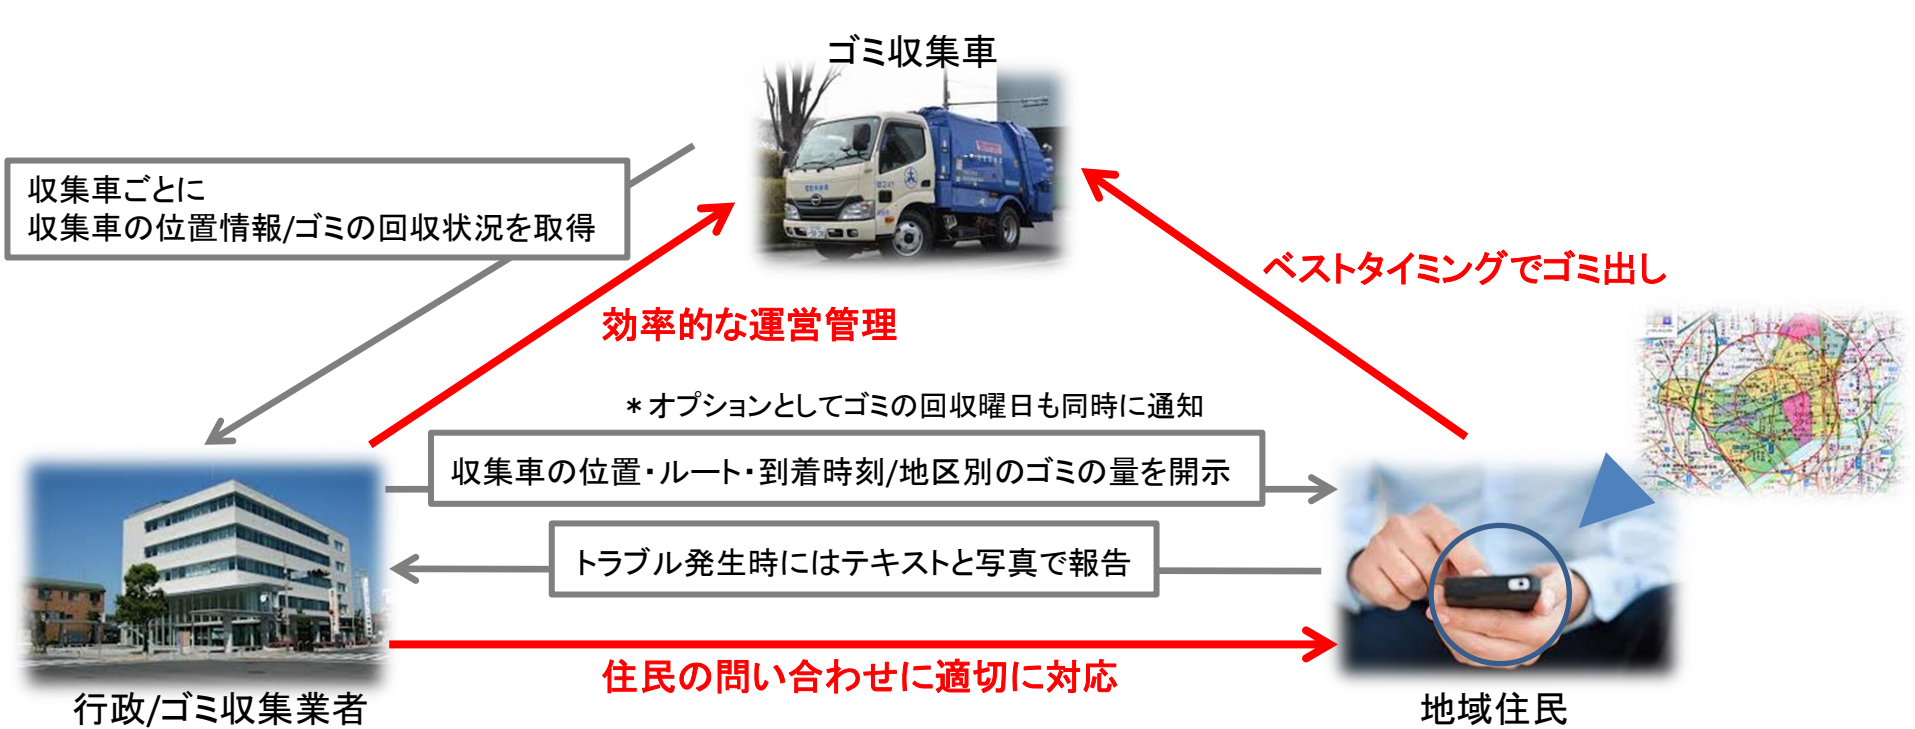 ゴミ収集車
収集車ごとに
収集車の位置情報/ゴミの回収状況を取得
ベストタイミングでゴミ出し
効率的な運営管理
＊オプションとしてゴミの回収曜日も同時に通知
収集車の位置・ルート・到着時刻/地区別のゴミの量を開示
トラブル発生時にはテキストと写真で報告
住民の問い合わせに適切に対応
行政/ゴミ収集業者
地域住民